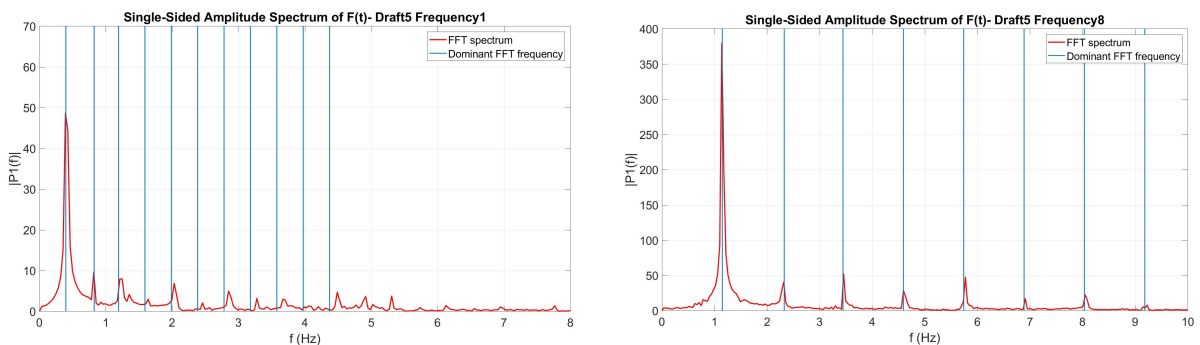 Single-Sided Amplitude Spectrum of F(t)- Draft5 Frequency1
70
60
50
40
30
20
10
0
|P1(f)|
FFT spectrum
Dominant FFT frequency
0 1 2 3 4 5 6 7 8
f (Hz)
Single-Sided Amplitude Spectrum of F(t)- Draft5 Frequency8
400
350
300
250
200
150
100
50
0
|P1(f)|
FFT spectrum
Dominant FFT frequency
0 1 2 3 4 5 6 7 8 9 10
f (Hz)